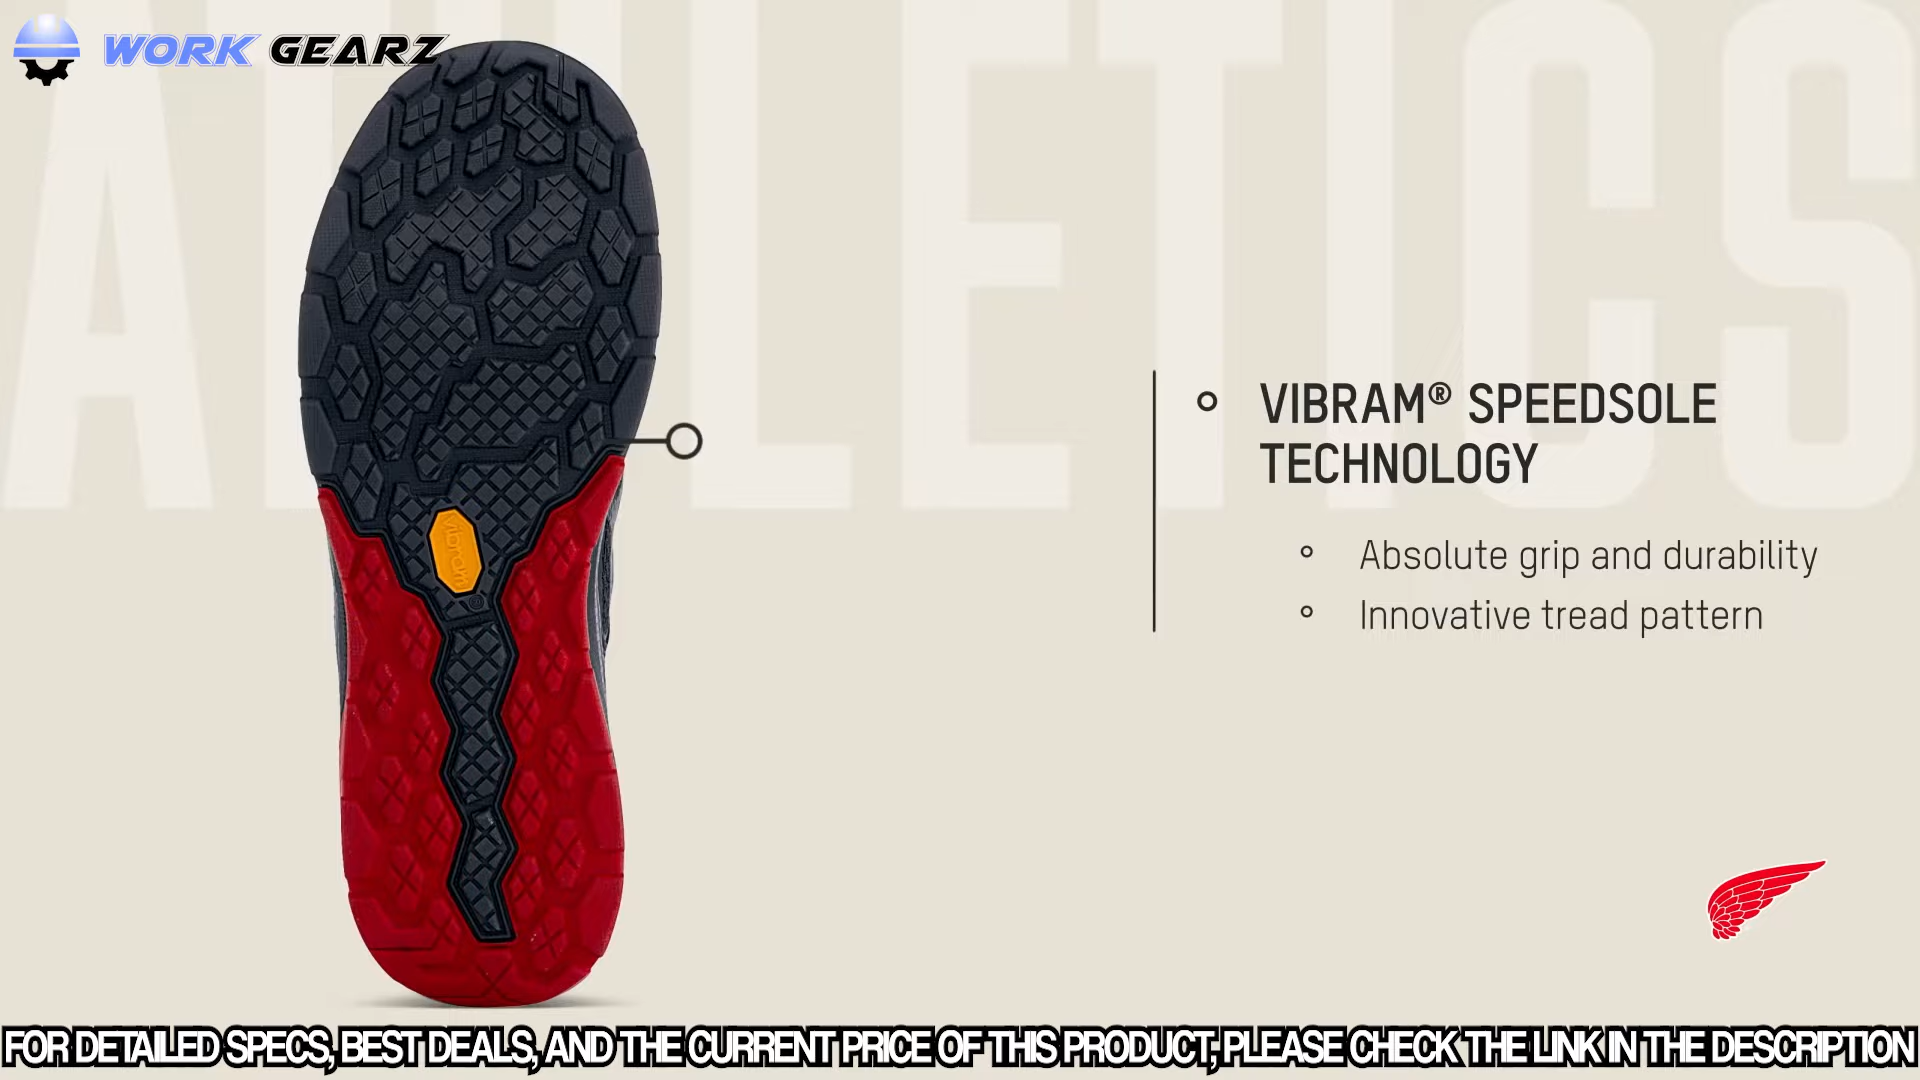 WORK GEARZ
ATHLETICS
VIBRAM® SPEEDSOLE
TECHNOLOGY
Absolute grip and durability
Innovative tread pattern
vibram
FOR DETAILED SPECS, BEST DEALS, AND THE CURRENT PRICE OF THIS PRODUCT, PLEASE CHECK THE LINK IN THE DESCRIPTION